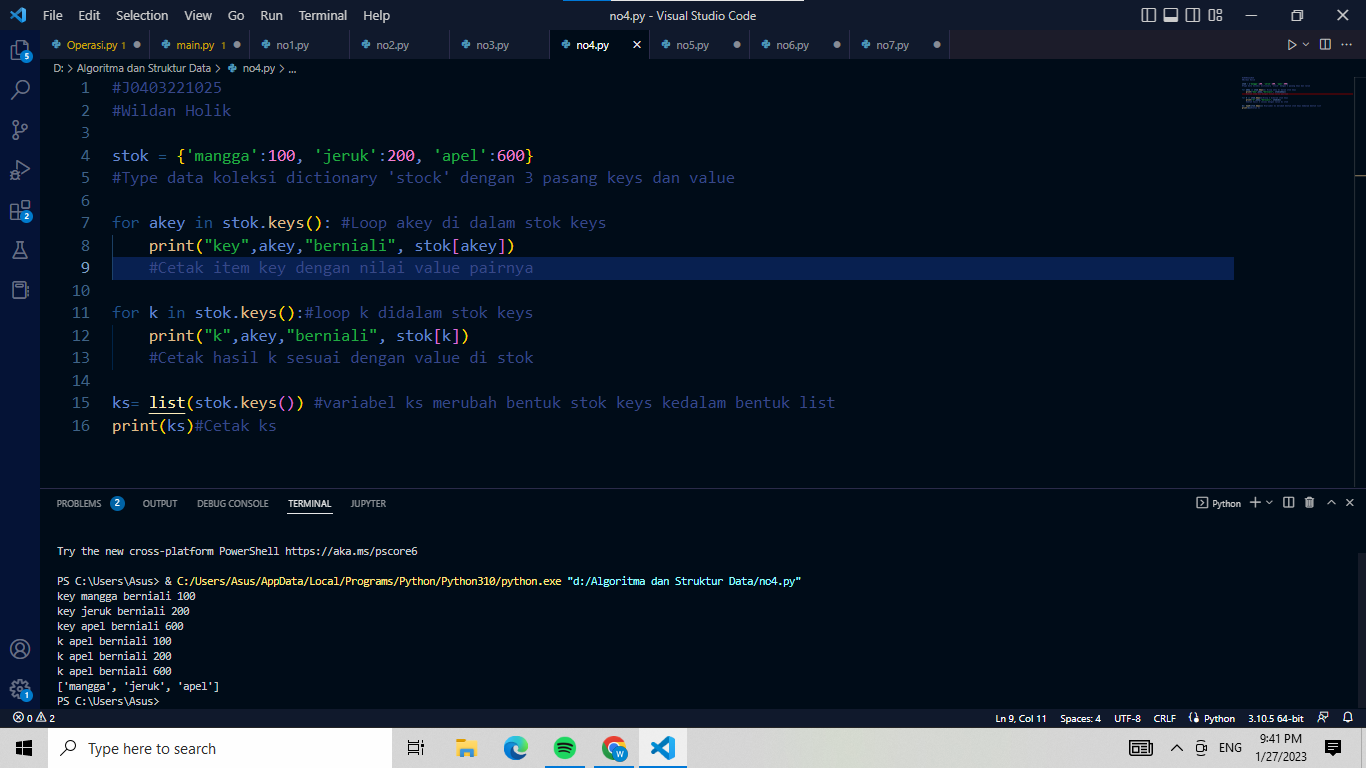 File Edit Selection View Go Run Terminal Help no4.py - Visual Studio Code
Operasi.py 1 main.py 1 no1.py no2.py no3.py no4.py no5.py no6.py no7.py
D: > Algoritma dan Struktur Data > no4.py > ...
1 #J0403221025
2 #Wildan Holik
3
4 stok = {'mangga':100, 'jeruk':200, 'apel':600}
5 #Type data koleksi dictionary 'stock' dengan 3 pasang keys dan value
6
7 for akey in stok.keys(): #Loop akey di dalam stok keys
8 print("key",akey,"berniali", stok[akey])
9 #Cetak item key dengan nilai value pairnya
10
11 for k in stok.keys():#loop k didalam stok keys
12 print("k",akey,"berniali", stok[k])
13 #Cetak hasil k sesuai dengan value di stok
14
15 ks= list(stok.keys()) #variabel ks merubah bentuk stok keys kedalam bentuk list
16 print(ks)#Cetak ks
5
2
1
PROBLEMS 2 OUTPUT DEBUG CONSOLE TERMINAL JUPYTER Python
Try the new cross-platform PowerShell https://aka.ms/pscore6
PS C:\Users\Asus> & C:/Users/Asus/AppData/Local/Programs/Python/Python310/python.exe "d:/Algoritma dan Struktur Data/no4.py"
key mangga berniali 100
key jeruk berniali 200
key apel berniali 600
k apel berniali 100
k apel berniali 200
k apel berniali 600
['mangga', 'jeruk', 'apel']
PS C:\Users\Asus>
0 2 Ln 9, Col 11 Spaces: 4 UTF-8 CRLF Python 3.10.5 64-bit
Type here to search W ENG 9:41 PM
1/27/2023